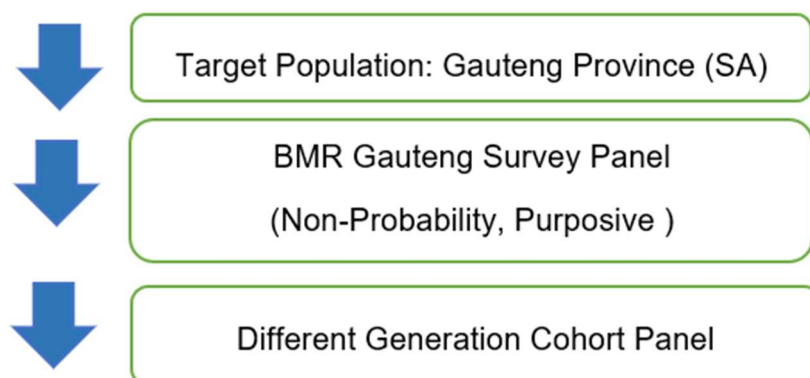 Target Population: Gauteng Province (SA)
BMR Gauteng Survey Panel
(Non-Probability, Purposive )
Different Generation Cohort Panel